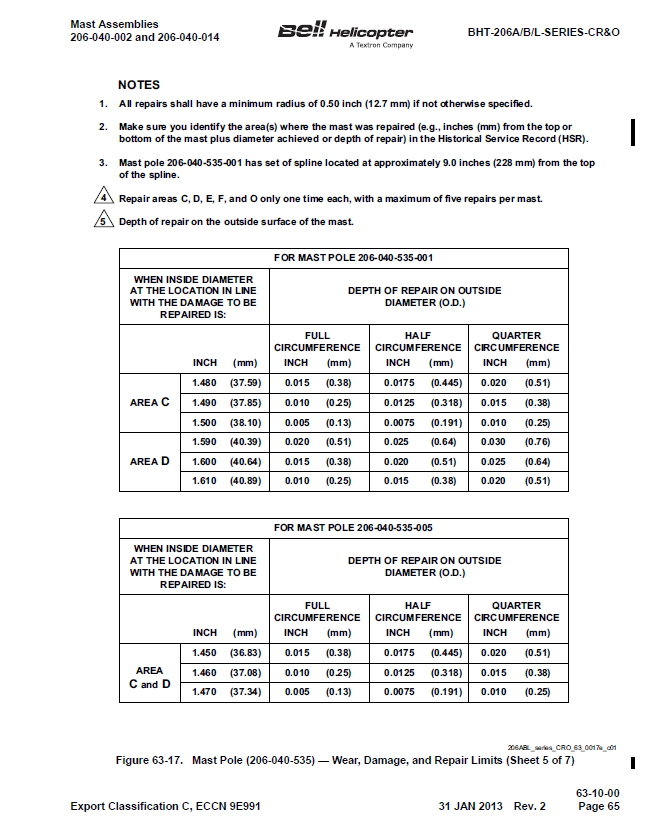 Mast Assemblies
206-040-002 and 206-040-014
Bell Helicopter
A Textron Company
BHT-206A/B/L-SERIES-CR&O
NOTES
1. All repairs shall have a minimum radius of 0.50 inch (12.7 mm) if not otherwise specified.
2. Make sure you identify the area(s) where the mast was repaired (e.g., inches (mm) from the top or
bottom of the mast plus diameter achieved or depth of repair) in the Historical Service Record (HSR).
3. Mast pole 206-040-535-001 has set of spline located at approximately 9.0 inches (228 mm) from the top
of the spline.
4 Repair areas C, D, E, F, and O only one time each, with a maximum of five repairs per mast.
5 Depth of repair on the outside surface of the mast.
FOR MAST POLE 206-040-535-001
WHEN INSIDE DIAMETER
AT THE LOCATION IN LINE
WITH THE DAMAGE TO BE
REPAIRED IS:
DEPTH OF REPAIR ON OUTSIDE
DIAMETER (O.D.)
FULL HALF QUARTER
CIRCUMFERENCE CIRCUMFERENCE CIRCUMFERENCE
INCH (mm) INCH (mm) INCH (mm) INCH (mm)
1.480 (37.59) 0.015 (0.38) 0.0175 (0.445) 0.020 (0.51)
AREA C 1.490 (37.85) 0.010 (0.25) 0.0125 (0.318) 0.015 (0.38)
1.500 (38.10) 0.005 (0.13) 0.0075 (0.191) 0.010 (0.25)
1.590 (40.39) 0.020 (0.51) 0.025 (0.64) 0.030 (0.76)
AREA D 1.600 (40.64) 0.015 (0.38) 0.020 (0.51) 0.025 (0.64)
1.610 (40.89) 0.010 (0.25) 0.015 (0.38) 0.020 (0.51)
FOR MAST POLE 206-040-535-005
WHEN INSIDE DIAMETER
AT THE LOCATION IN LINE
WITH THE DAMAGE TO BE
REPAIRED IS:
DEPTH OF REPAIR ON OUTSIDE
DIAMETER (O.D.)
FULL HALF QUARTER
CIRCUMFERENCE CIRCUMFERENCE CIRCUMFERENCE
INCH (mm) INCH (mm) INCH (mm) INCH (mm)
1.450 (36.83) 0.015 (0.38) 0.0175 (0.445) 0.020 (0.51)
AREA
C and D
1.460 (37.08) 0.010 (0.25) 0.0125 (0.318) 0.015 (0.38)
1.470 (37.34) 0.005 (0.13) 0.0075 (0.191) 0.010 (0.25)
206ABL_series_CRO_63_0017e_c01
Figure 63-17. Mast Pole (206-040-535) — Wear, Damage, and Repair Limits (Sheet 5 of 7)
63-10-00
Export Classification C, ECCN 9E991 31 JAN 2013 Rev. 2 Page 65